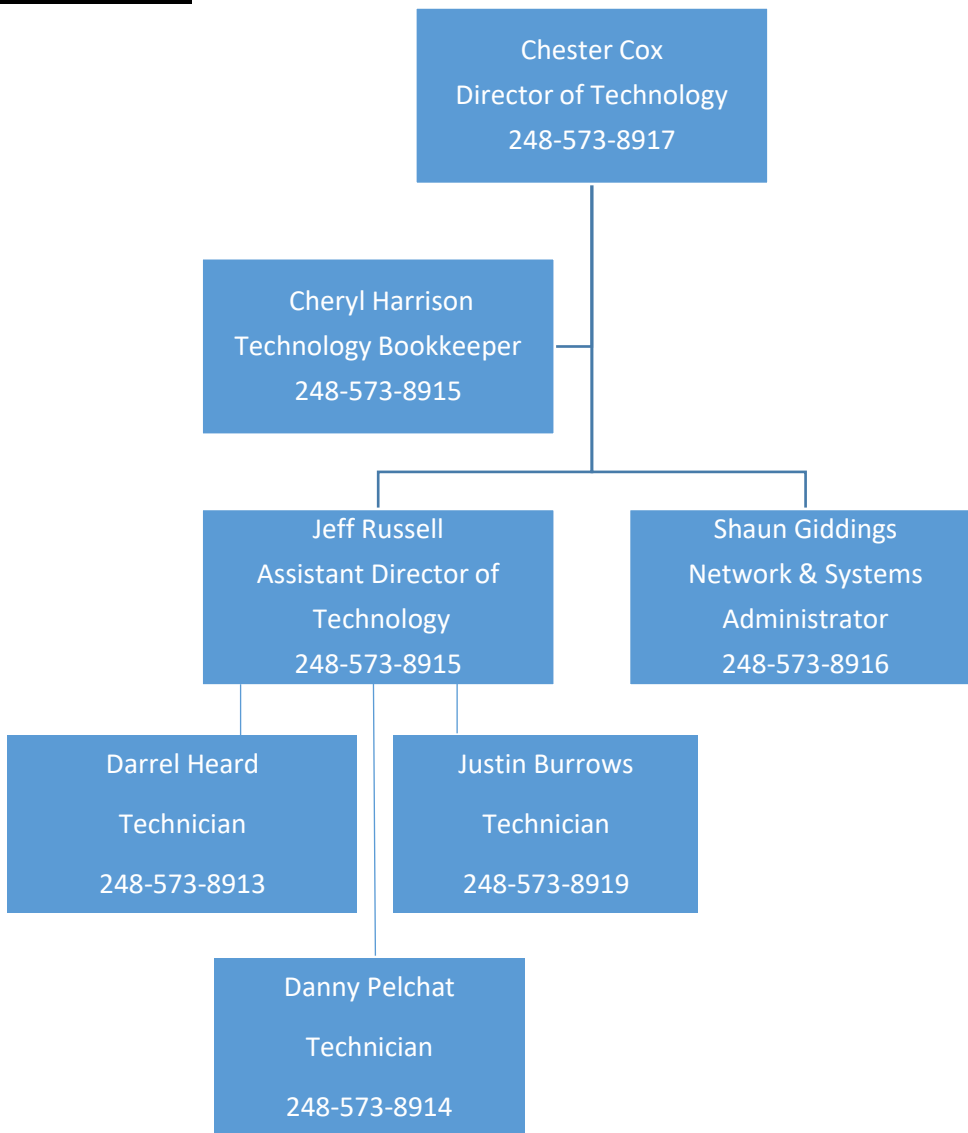 Chester Cox
Director of Technology
248-573-8917
Cheryl Harrison
Technology Bookkeeper
248-573-8915
Jeff Russell
Assistant Director of
Technology
248-573-8915
Shaun Giddings
Network & Systems
Administrator
248-573-8916
Darrel Heard
Technician
248-573-8913
Justin Burrows
Technician
248-573-8919
Danny Pelchat
Technician
248-573-8914